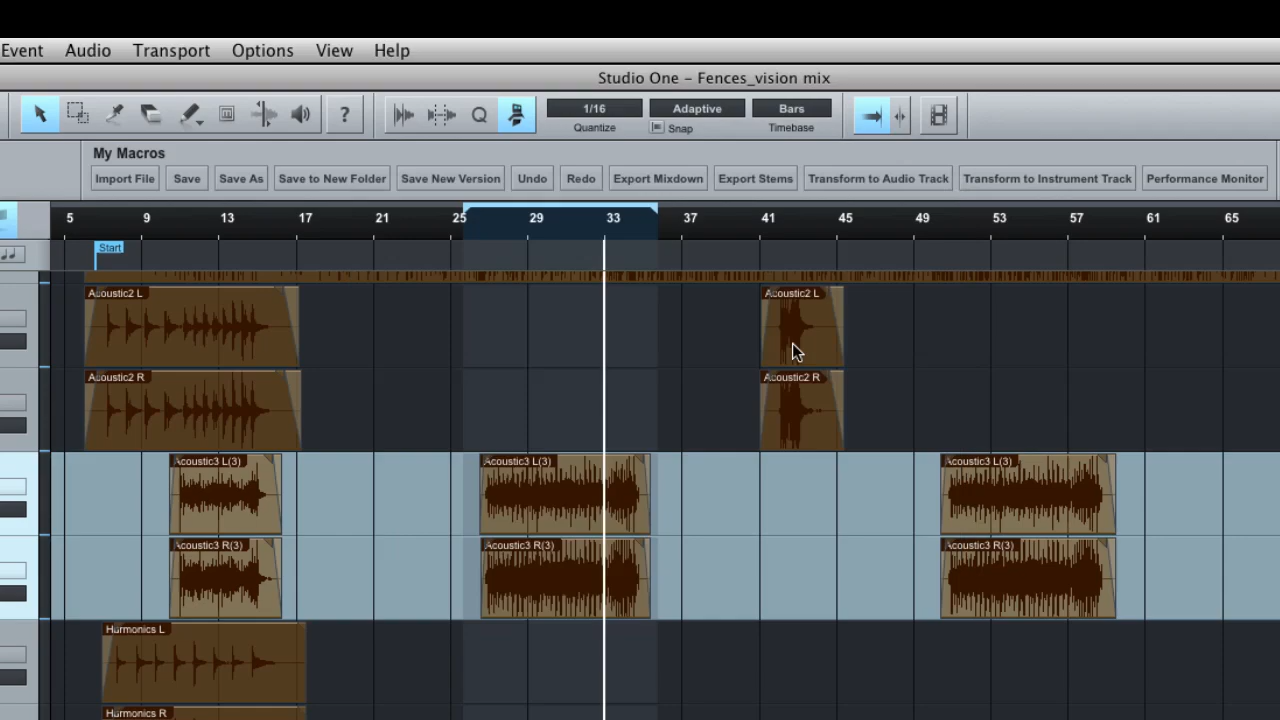 Event Audio Transport Options View Help
Studio One - Fences_vision mix
? Q 1/16 Adaptive Bars
Quantize Snap Timebase
My Macros
Import File Save Save As Save to New Folder Save New Version Undo Redo Export Mixdown Export Stems Transform to Audio Track Transform to Instrument Track Performance Monitor
5 9 13 17 21 25 29 33 37 41 45 49 53 57 61 65
Start
Acoustic2 L Acoustic2 L
Acoustic2 R Acoustic2 R
Acoustic3 L(3) Acoustic3 L(3) Acoustic3 L(3)
Acoustic3 R(3) Acoustic3 R(3) Acoustic3 R(3)
Harmonics L
Harmonics R